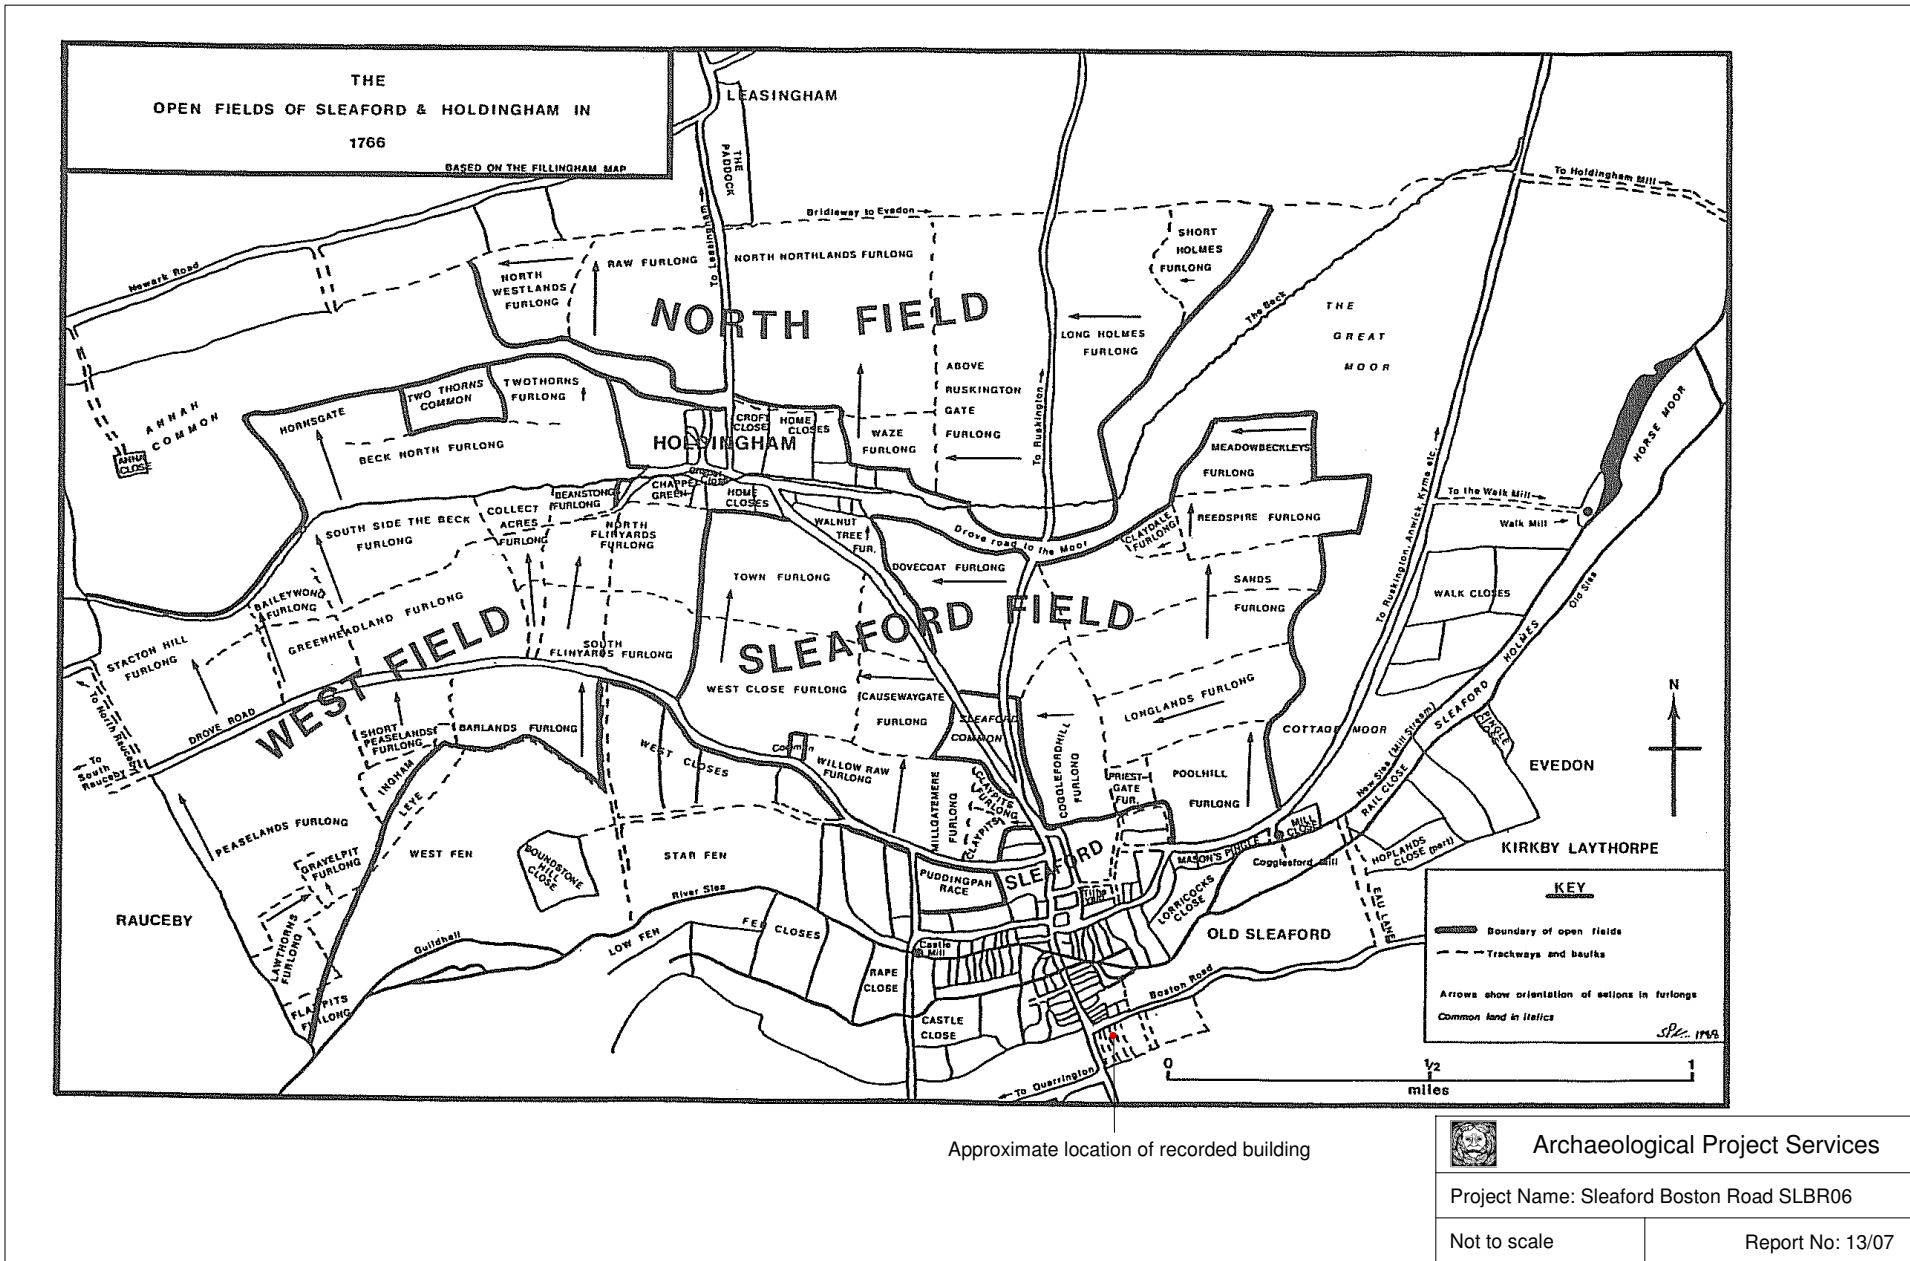 THE
OPEN FIELDS OF SLEAFORD & HOLDINGHAM IN
1766
BASED ON THE FILLINGHAM MAP
LEASINGHAM
THE
PADDOCK
To Leasingham
Bridleway to Evedon
To Holdingham Mill
Newark Road
NORTH
WESTLANDS
FURLONG
RAW FURLONG
NORTH NORTHLANDS FURLONG
SHORT
HOLMES
FURLONG
NORTH FIELD
The Beck
THE
GREAT
MOOR
LONG HOLMES
FURLONG
ABOVE
RUSKINGTON
GATE
FURLONG
To Ruskington
ANNAH
COMMON
ANNA
CLOSE
HORNSGATE
TWO THORNS
COMMON
TWOTHORNS
FURLONG
BECK NORTH FURLONG
HOLDINGHAM
CROFT
CLOSE
HOME
CLOSES
WAZE
FURLONG
MEADOWBECKLEYS
FURLONG
HORSE MOOR
Chapel
Close
CHAPPEL
GREEN
HOME
CLOSES
BEANSTONG
FURLONG
COLLECT
ACRES
FURLONG
NORTH
FLINYARDS
FURLONG
SOUTH SIDE THE BECK
FURLONG
WALNUT
TREE
FUR.
Drove road to the Moor
CLAYDALE
FURLONG
REEDSPIRE FURLONG
To the Walk Mill
Walk Mill
To Ruskington, Anwick, Kyme etc.
WALK CLOSES
Old Slea
DOVECOAT FURLONG
TOWN FURLONG
SANDS
FURLONG
BAILEYWONG
FURLONG
GREENHEADLAND FURLONG
STACTON HILL
FURLONG
WEST FIELD
SLEAFORD FIELD
SOUTH
FLINYARDS FURLONG
WEST CLOSE FURLONG
CAUSEWAYGATE
FURLONG
SLEAFORD
COMMON
LONGLANDS FURLONG
COTTAGE MOOR
SLEAFORD HOLMES
New Slea (Mill Stream)
RAIL CLOSE
PINGLE
CLOSE
N
EVEDON
To North Rauceby
To
South
Rauceby
DROVE ROAD
SHORT
PEASELANDS
FURLONG
BARLANDS FURLONG
WEST CLOSES
Common
WILLOW RAW
FURLONG
INGHAM
LEYE
MILLGATEMERE
FURLONG
CLAYPITS
FURLONG
CLAYPITS
COGGLEFORDHILL
FURLONG
PRIEST
GATE
FUR.
POOLHILL
FURLONG
MILL
CLOSE
Cogglesford Mill
MASON'S PINGLE
HOPLANDS
CLOSE (part)
KIRKBY LAYTHORPE
PEASELANDS FURLONG
GRAVELPIT
FURLONG
WEST FEN
BOUNDSTONE
HILL
CLOSE
STAR FEN
River Slea
PUDDINGPAN
RACE
SLEAFORD
LORRICOCKS
CLOSE
EAU LANE
RAUCEBY
LAWTHORNS
FURLONG
FLAXPITS
FURLONG
Guildhell
LOW FEN
FEN CLOSES
Castle
Mill
RAPE
CLOSE
CASTLE
CLOSE
OLD SLEAFORD
Boston Road
To Quarrington
KEY
Boundary of open fields
Trackways and baulks
Arrows show orientation of selions in furlongs
Common land in italics
0 1/2 1
miles
Approximate location of recorded building
Archaeological Project Services
Project Name: Sleaford Boston Road SLBR06
Not to scale
Report No: 13/07